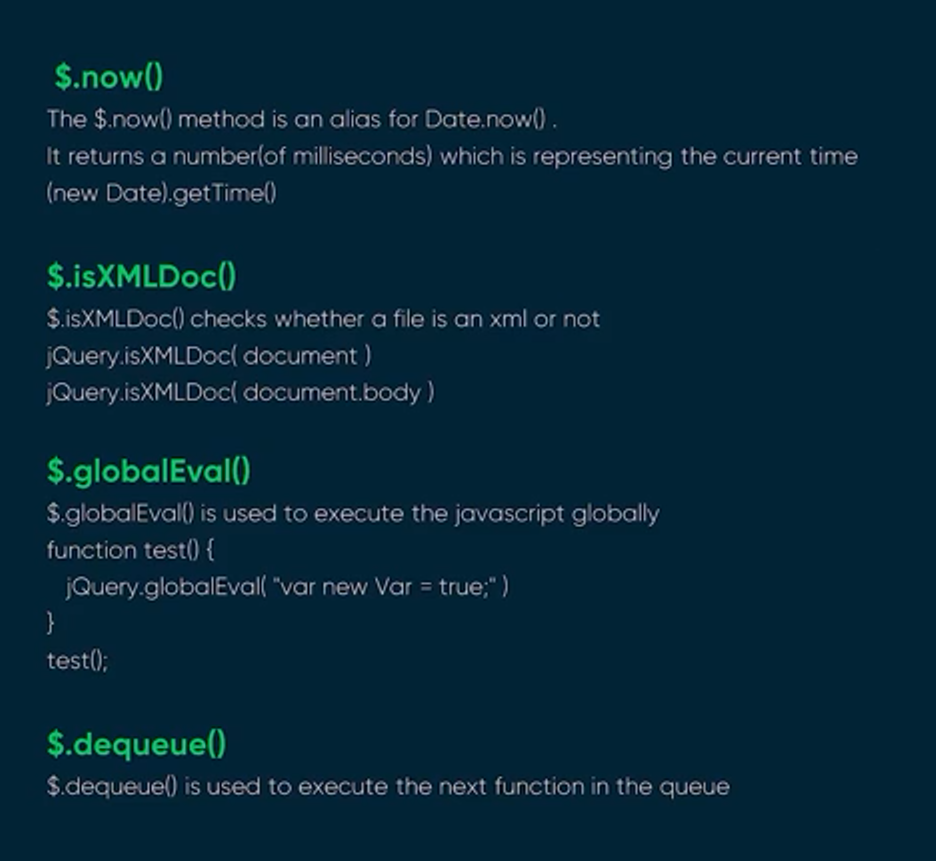 $.now()
The $.now() method is an alias for Date.now() .
It returns a number(of milliseconds) which is representing the current time
(new Date).getTime()
$.isXMLDoc()
$.isXMLDoc() checks whether a file is an xml or not
jQuery.isXMLDoc( document )
jQuery.isXMLDoc( document.body )
$.globalEval()
$.globalEval() is used to execute the javascript globally
function test() {
jQuery.globalEval( "var new Var = true;" )
}
test();
$.dequeue()
$.dequeue() is used to execute the next function in the queue